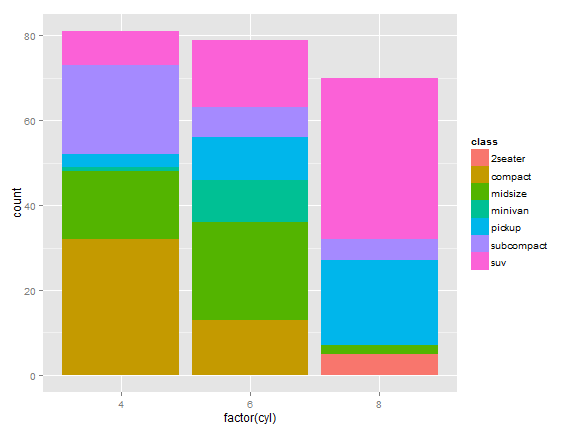 80
60
40
20
0
count
4
6
8
factor(cyl)
class
2seater
compact
midsize
minivan
pickup
subcompact
suv